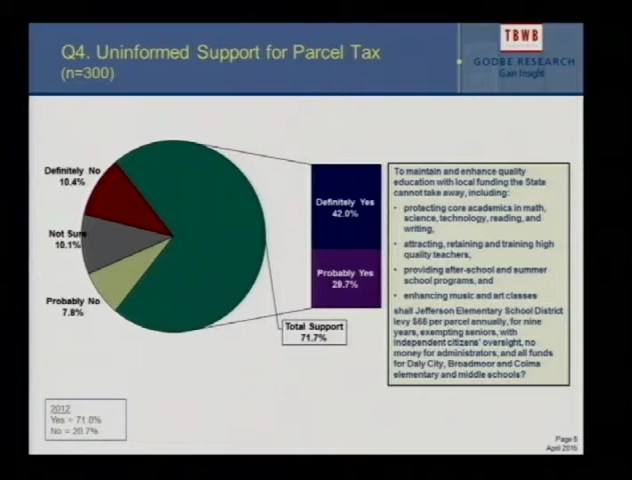 Q4. Uninformed Support for Parcel Tax
(n=300)
TBWB
GODBE RESEARCH
Gain Insight
Definitely No
10.4%
Not Sure
10.1%
Probably No
7.8%
Definitely Yes
42.0%
Probably Yes
29.7%
Total Support
71.7%
To maintain and enhance quality
education with local funding the State
cannot take away, including:
• protecting core academics in math,
science, technology, reading, and
writing,
• attracting, retaining and training high
quality teachers,
• providing after-school and summer
school programs, and
• enhancing music and art classes
shall Jefferson Elementary School District
levy $68 per parcel annually, for nine
years, exempting seniors, with
independent citizens' oversight, no
money for administrators, and all funds
for Daly City, Broadmoor and Colma
elementary and middle schools?
2012
Yes = 71.8%
No = 20.7%
Page 6
April 2015